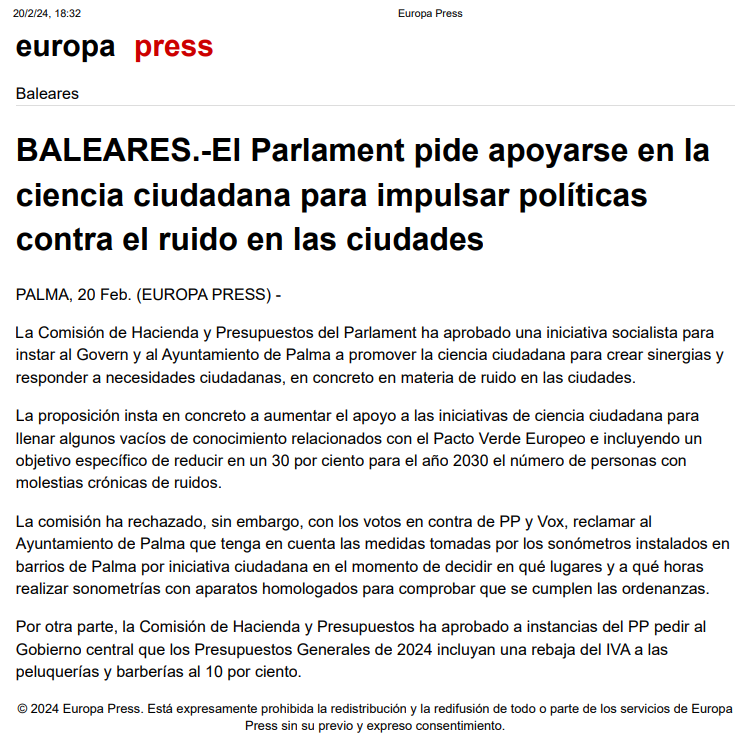 20/2/24, 18:32 Europa Press
europa press
Baleares
BALEARES.-El Parlament pide apoyarse en la
ciencia ciudadana para impulsar políticas
contra el ruido en las ciudades
PALMA, 20 Feb. (EUROPA PRESS) -
La Comisión de Hacienda y Presupuestos del Parlament ha aprobado una iniciativa socialista para
instar al Govern y al Ayuntamiento de Palma a promover la ciencia ciudadana para crear sinergias y
responder a necesidades ciudadanas, en concreto en materia de ruido en las ciudades.
La proposición insta en concreto a aumentar el apoyo a las iniciativas de ciencia ciudadana para
llenar algunos vacíos de conocimiento relacionados con el Pacto Verde Europeo e incluyendo un
objetivo específico de reducir en un 30 por ciento para el año 2030 el número de personas con
molestias crónicas de ruidos.
La comisión ha rechazado, sin embargo, con los votos en contra de PP y Vox, reclamar al
Ayuntamiento de Palma que tenga en cuenta las medidas tomadas por los sonómetros instalados en
barrios de Palma por iniciativa ciudadana en el momento de decidir en qué lugares y a qué horas
realizar sonometrías con aparatos homologados para comprobar que se cumplen las ordenanzas.
Por otra parte, la Comisión de Hacienda y Presupuestos ha aprobado a instancias del PP pedir al
Gobierno central que los Presupuestos Generales de 2024 incluyan una rebaja del IVA a las
peluquerías y barberías al 10 por ciento.
© 2024 Europa Press. Está expresamente prohibida la redistribución y la redifusión de todo o parte de los servicios de Europa
Press sin su previo y expreso consentimiento.